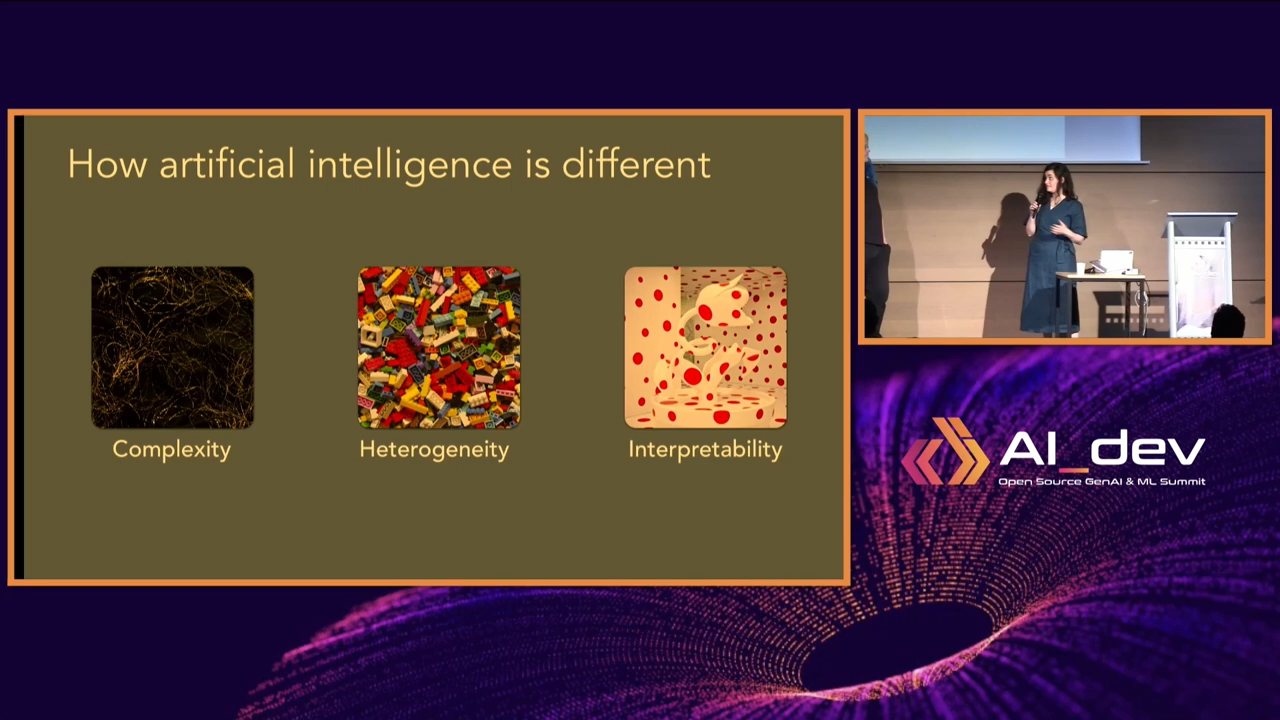 How artificial intelligence is different
Complexity
Heterogeneity
Interpretability
AI_dev
Open Source GenAI & ML Summit